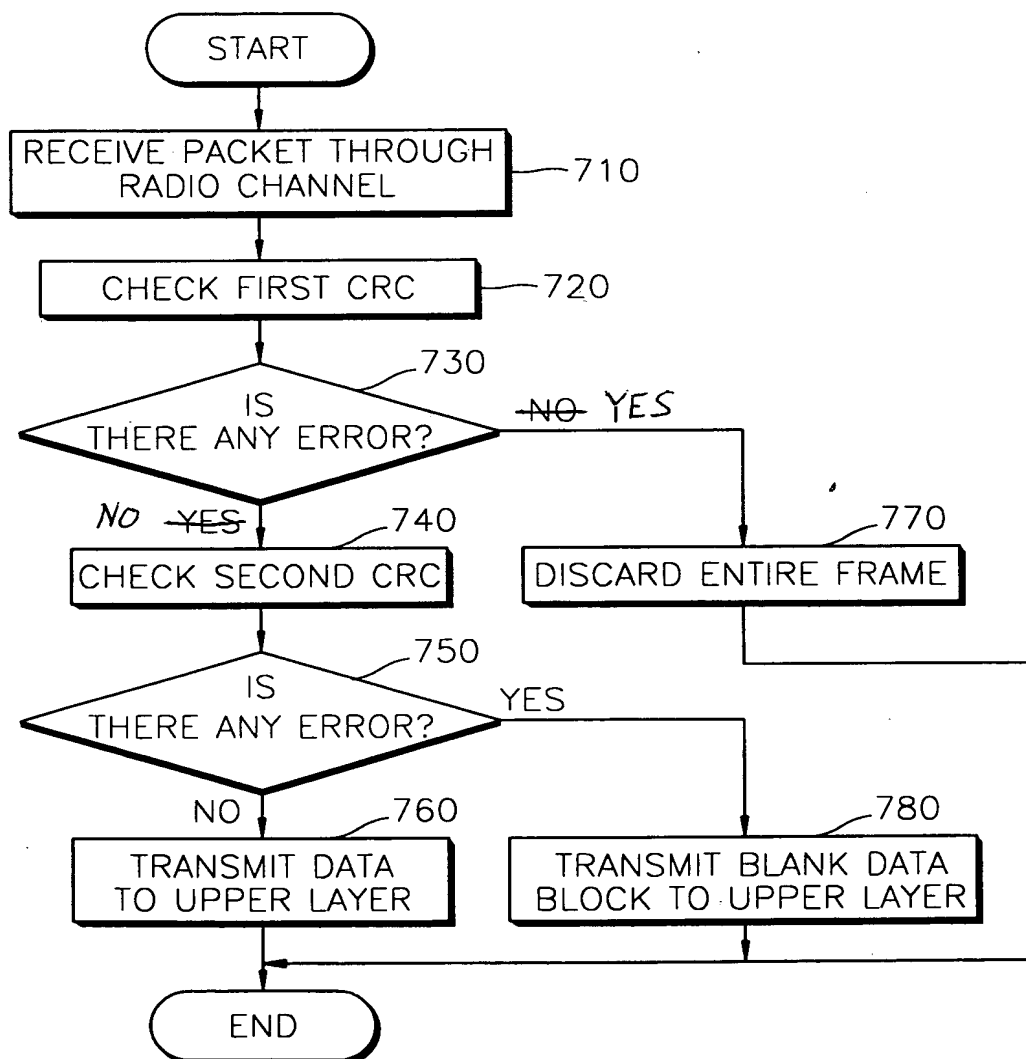 START
RECEIVE PACKET THROUGH
RADIO CHANNEL
710
CHECK FIRST CRC
720
730
IS
THERE ANY ERROR?
NO YES
NO YES
740
CHECK SECOND CRC
770
DISCARD ENTIRE FRAME
750
IS
THERE ANY ERROR?
YES
NO
760
TRANSMIT DATA
TO UPPER LAYER
780
TRANSMIT BLANK DATA
BLOCK TO UPPER LAYER
END